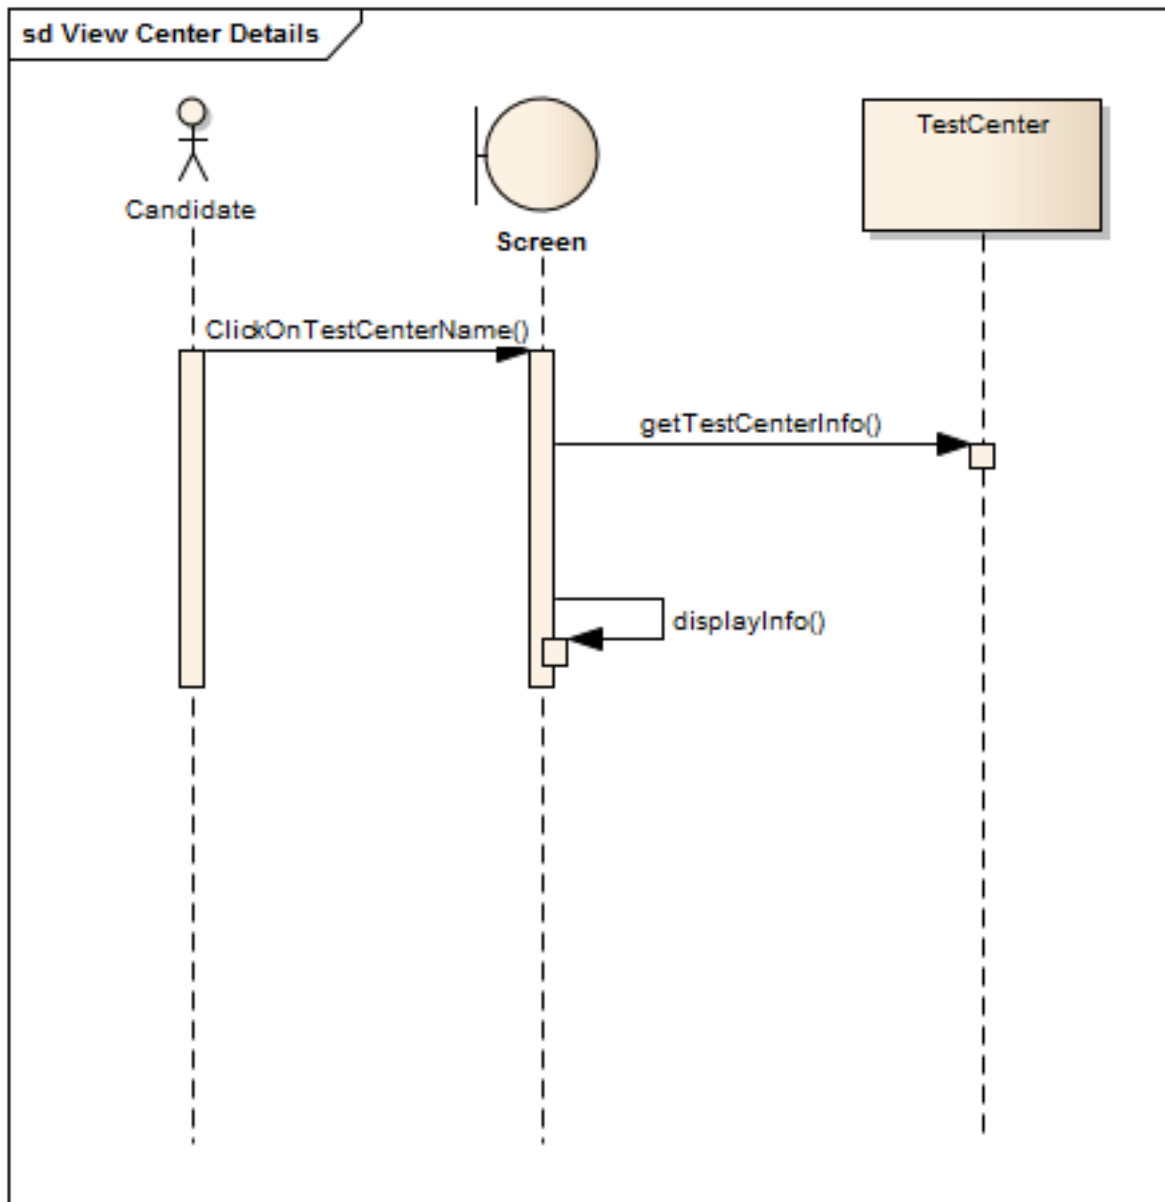 sd View Center Details
Candidate
Screen
TestCenter
ClickOnTestCenterName()
getTestCenterInfo()
displayInfo()